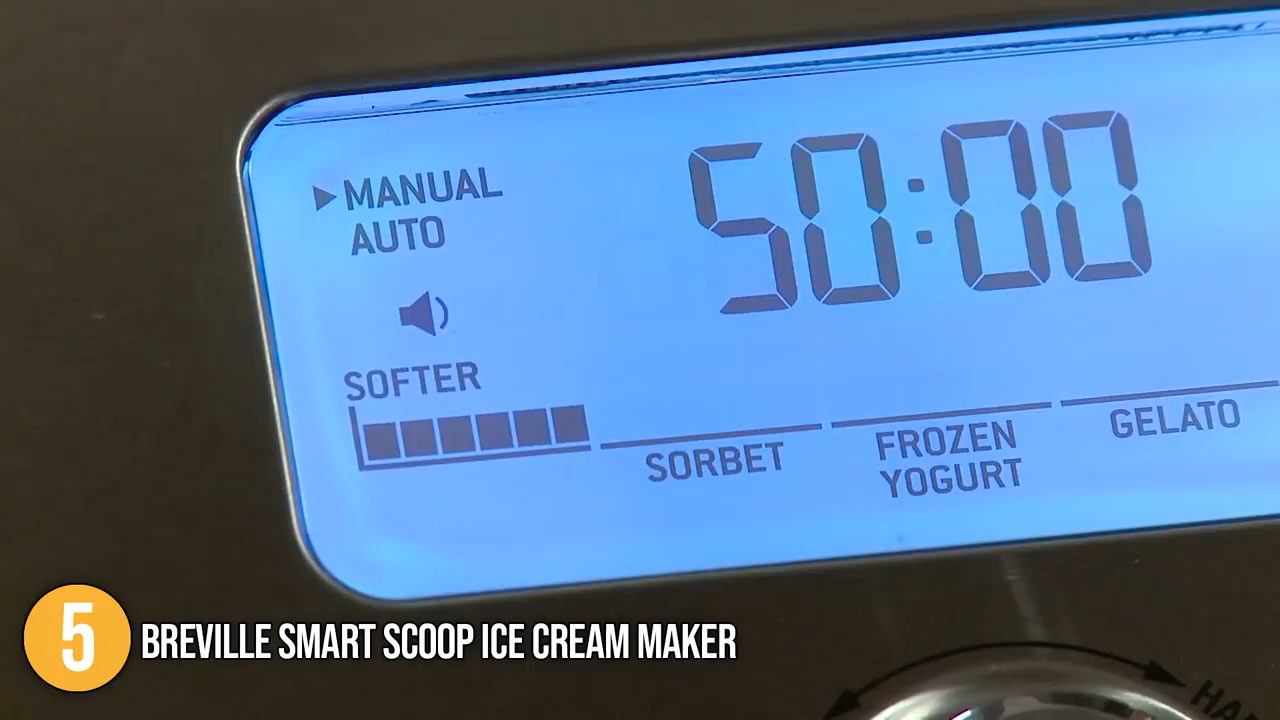 MANUAL
50:00
AUTO
SOFTER
SORBET
FROZEN
YOGURT
GELATO
5
BREVILLE SMART SCOOP ICE CREAM MAKER